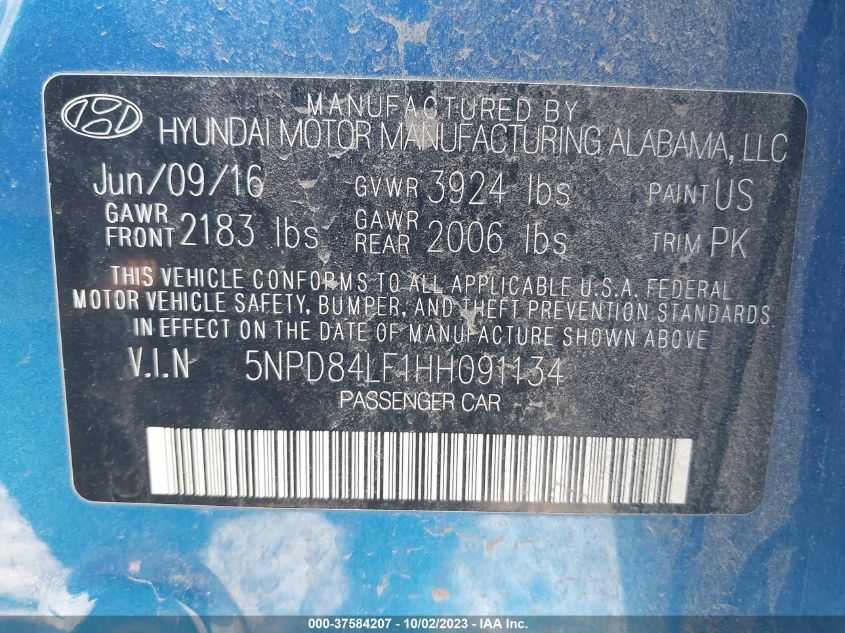 MANUFACTURED BY
HYUNDAI MOTOR MANUFACTURING ALABAMA, LLC
Jun/09/16 GVWR 3924 lbs PAINT US
GAWR FRONT 2183 lbs GAWR REAR 2006 lbs TRIM PK
THIS VEHICLE CONFORMS TO ALL APPLICABLE U.S.A. FEDERAL
MOTOR VEHICLE SAFETY, BUMPER, AND THEFT PREVENTION STANDARDS
IN EFFECT ON THE DATE OF MANUFACTURE SHOWN ABOVE
V.I.N 5NPD84LF1HH091134
PASSENGER CAR
000-37584207 - 10/02/2023 - IAA Inc.